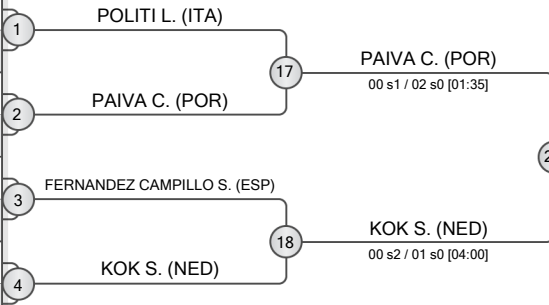 1
POLITI L. (ITA)
17
PAIVA C. (POR)
00 s1 / 02 s0 [01:35]
2
PAIVA C. (POR)
3
FERNANDEZ CAMPILLO S. (ESP)
18
KOK S. (NED)
00 s2 / 01 s0 [04:00]
4
KOK S. (NED)